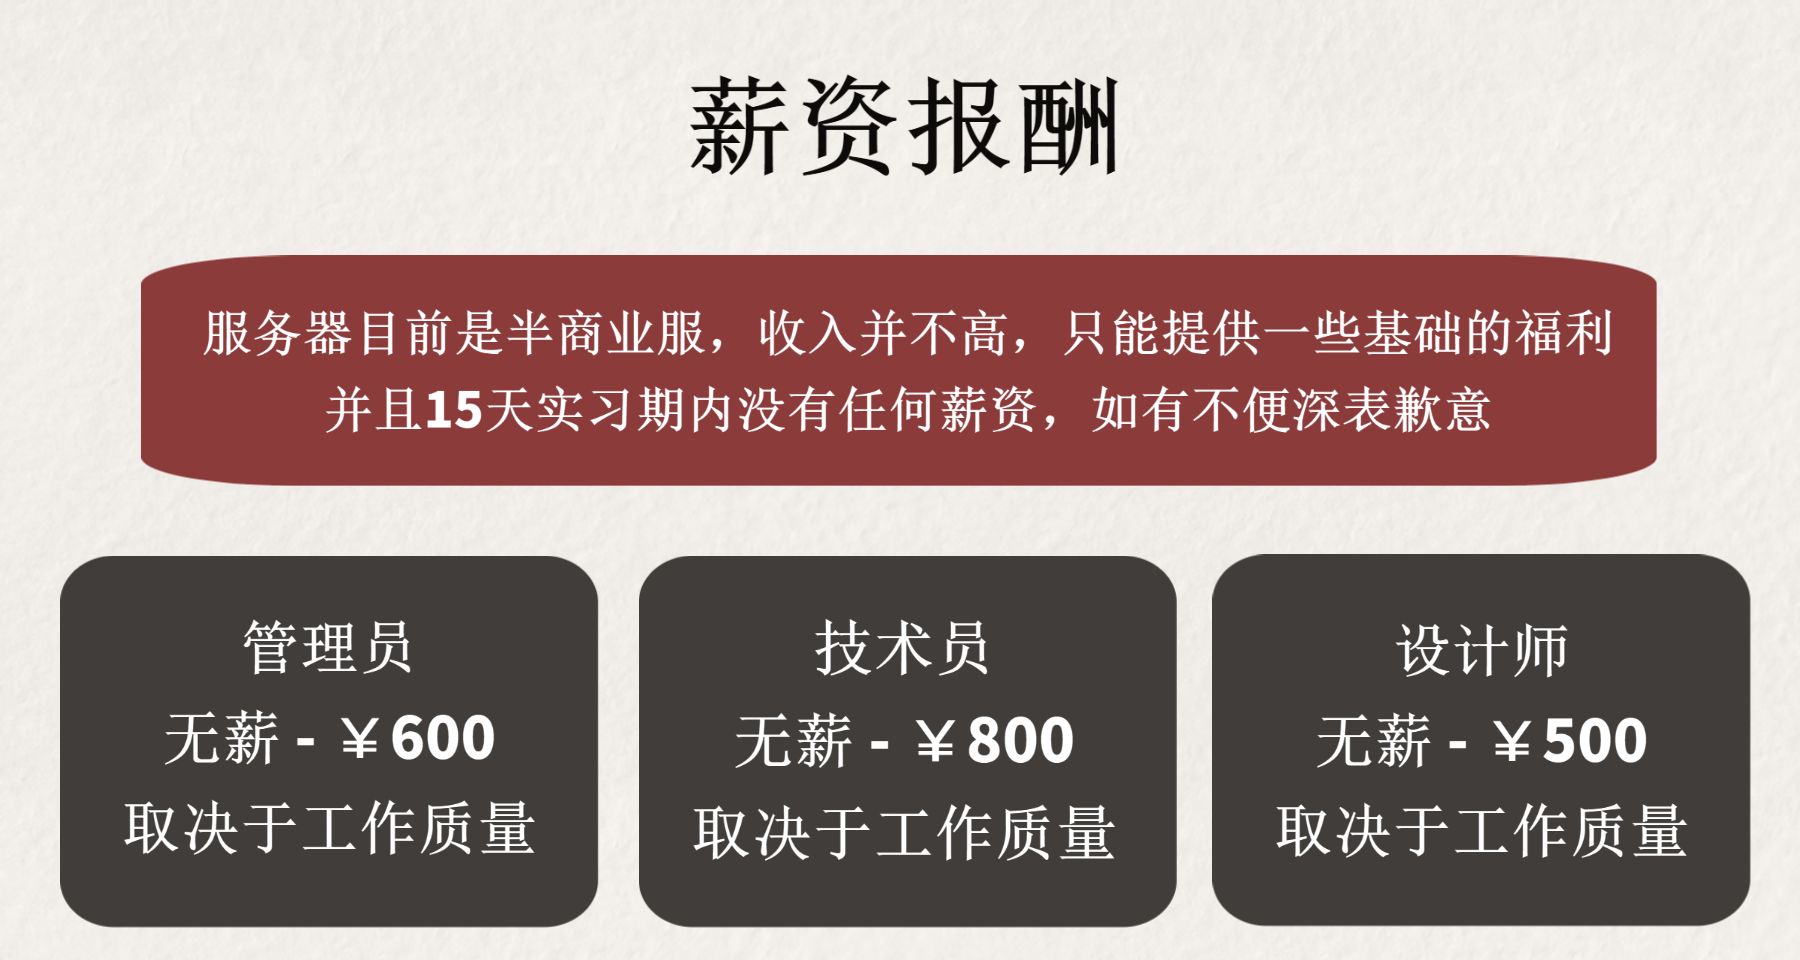 薪资报酬
服务器目前是半商业服，收入并不高，只能提供一些基础的福利
并且15天实习期内没有任何薪资，如有不便深表歉意
管理员
无薪 - ￥600
取决于工作质量
技术员
无薪 - ￥800
取决于工作质量
设计师
无薪 - ￥500
取决于工作质量